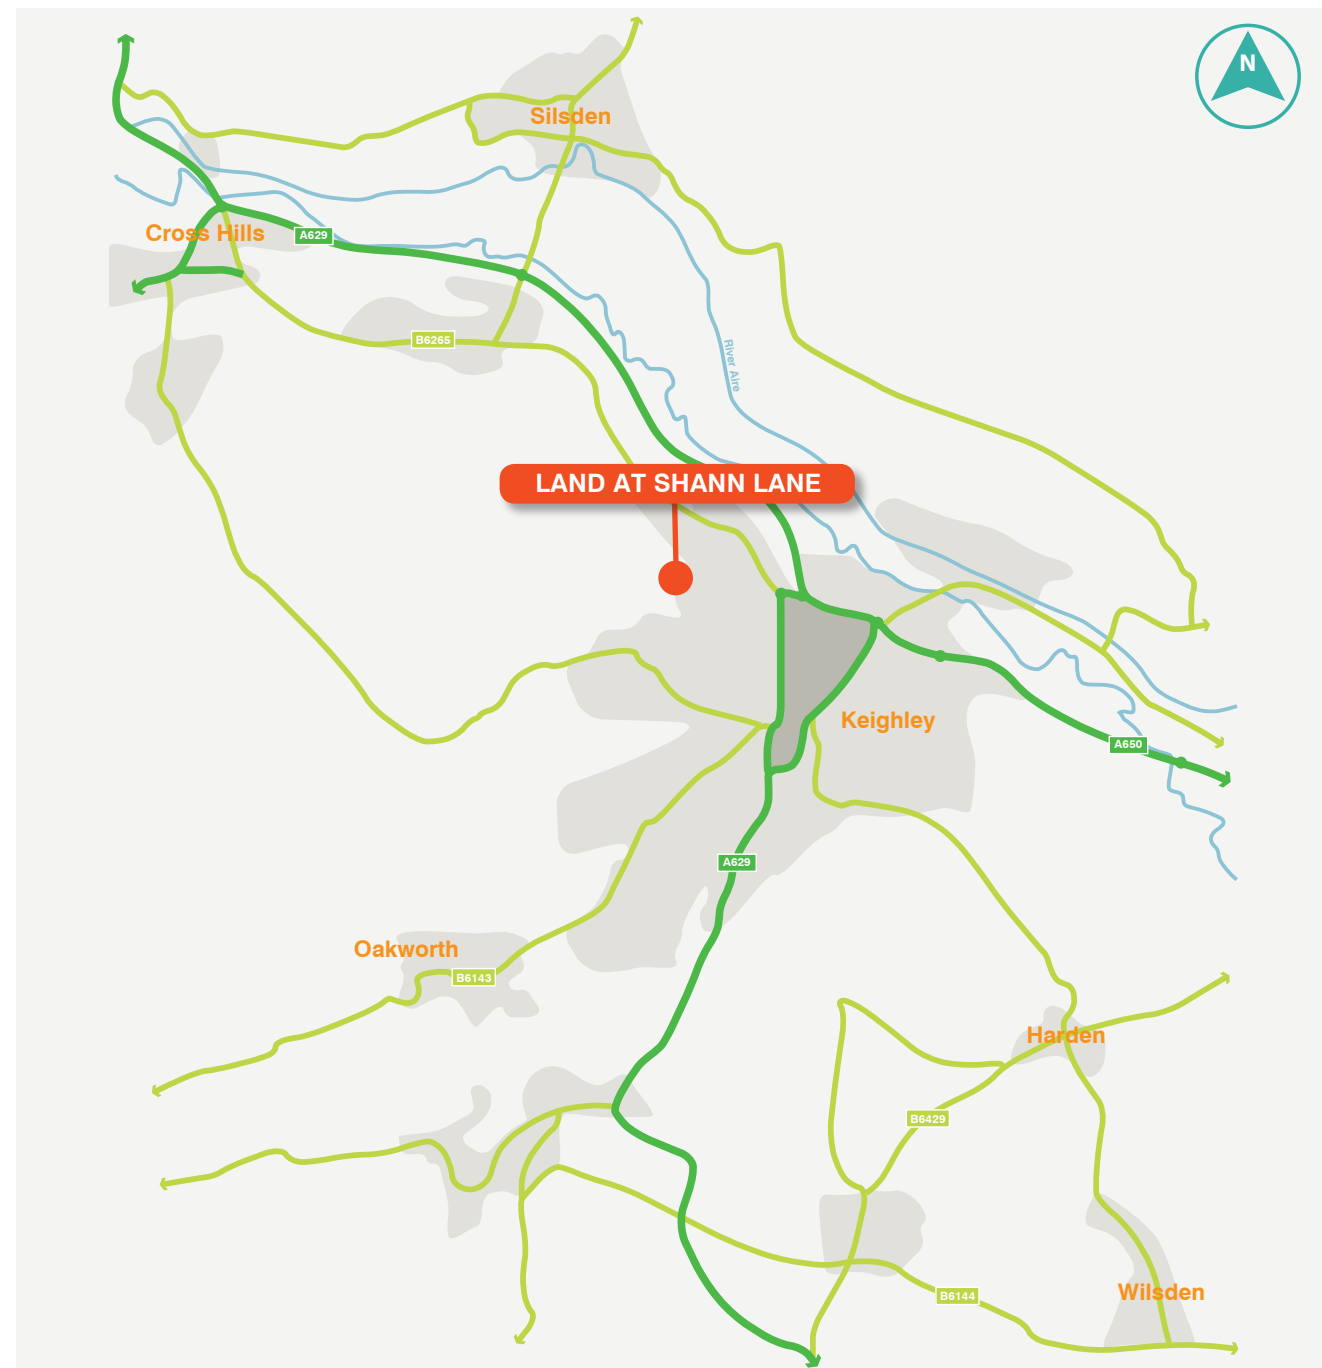 N
Silsden
Cross Hills
A629
B6265
River Aire
LAND AT SHANN LANE
Keighley
A650
A629
Oakworth
B6143
Harden
B6429
Wilsden
B6144